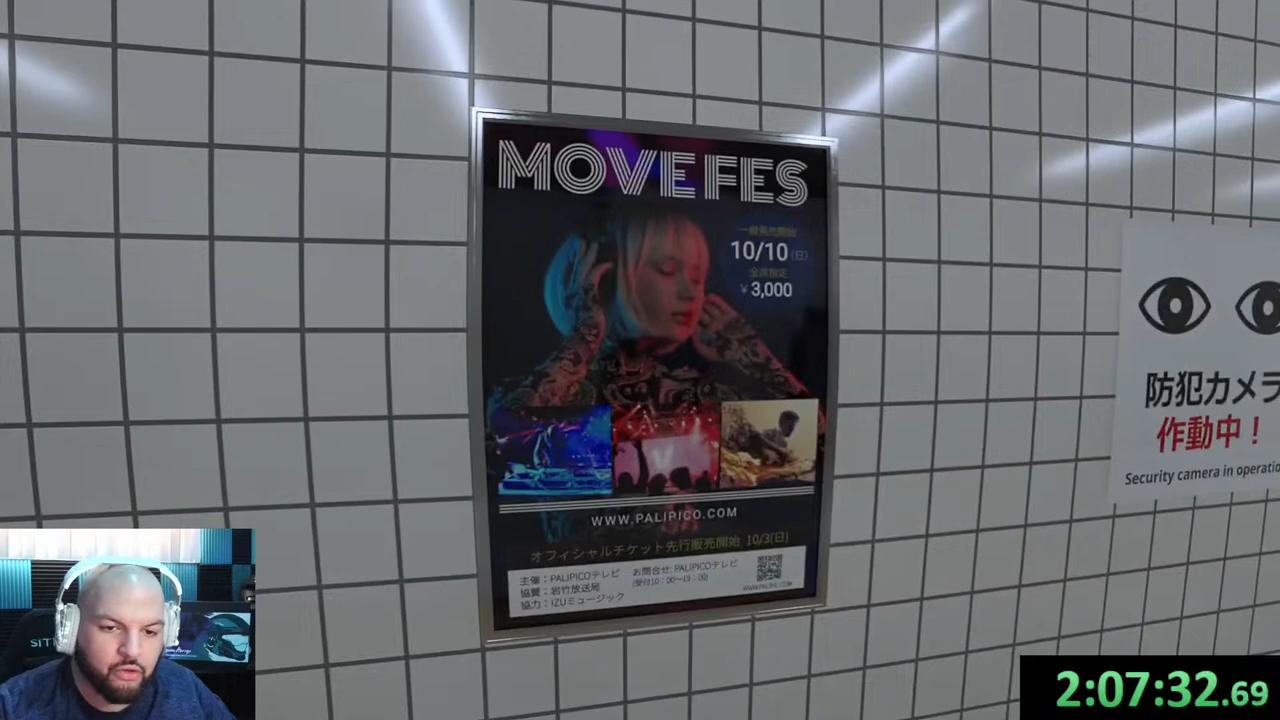 MOVE FES
一般発売開始
10/10(日)
全席指定
¥3,000
WWW.PALIPICO.COM
オフィシャルチケット先行販売開始 10/3(日)
主催：PALIPICOテレビ
協賛：岩竹放送局
協力：IZUミュージック
お問合せ: PALIPICOテレビ
(受付10：00〜19：00)
WWW.PALIPIC
防犯カメラ
作動中！
Security camera in operatio
SIT
2:07:32.69